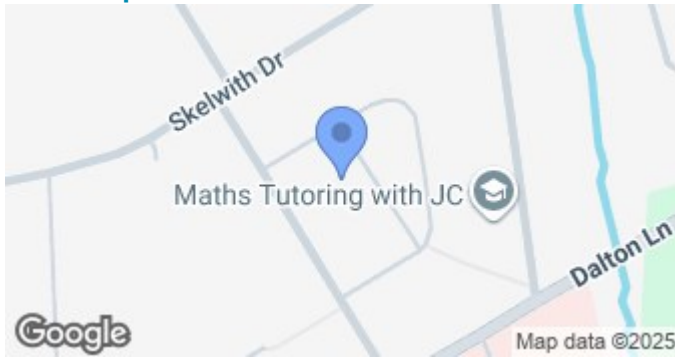 Skelwith Dr
Maths Tutoring with JC
Dalton Ln
Google
Map data ©2025